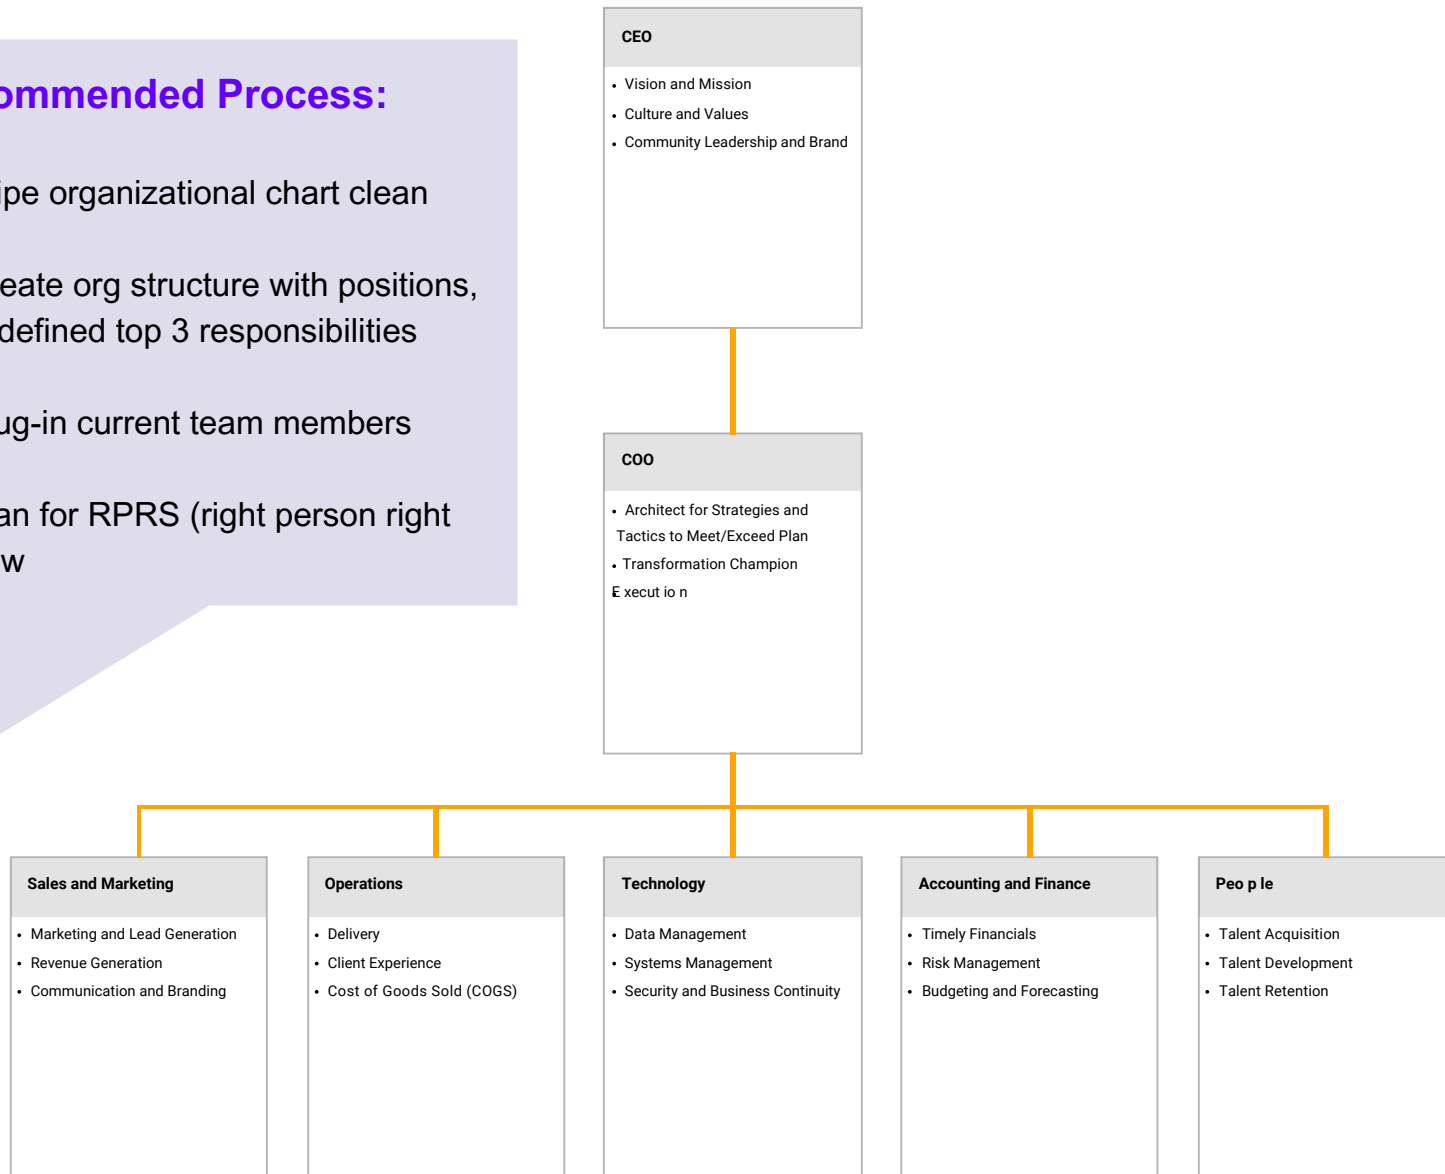 CEO
• Vision and Mission
• Culture and Values
• Community Leadership and Brand
ommended Process:
ipe organizational chart clean
eate org structure with positions,
defined top 3 responsibilities
ug-in current team members
an for RPRS (right person right
w
COO
• Architect for Strategies and
Tactics to Meet/Exceed Plan
• Transformation Champion
• Execution
Sales and Marketing
• Marketing and Lead Generation
• Revenue Generation
• Communication and Branding
Operations
• Delivery
• Client Experience
• Cost of Goods Sold (COGS)
Technology
• Data Management
• Systems Management
• Security and Business Continuity
Accounting and Finance
• Timely Financials
• Risk Management
• Budgeting and Forecasting
People
• Talent Acquisition
• Talent Development
• Talent Retention